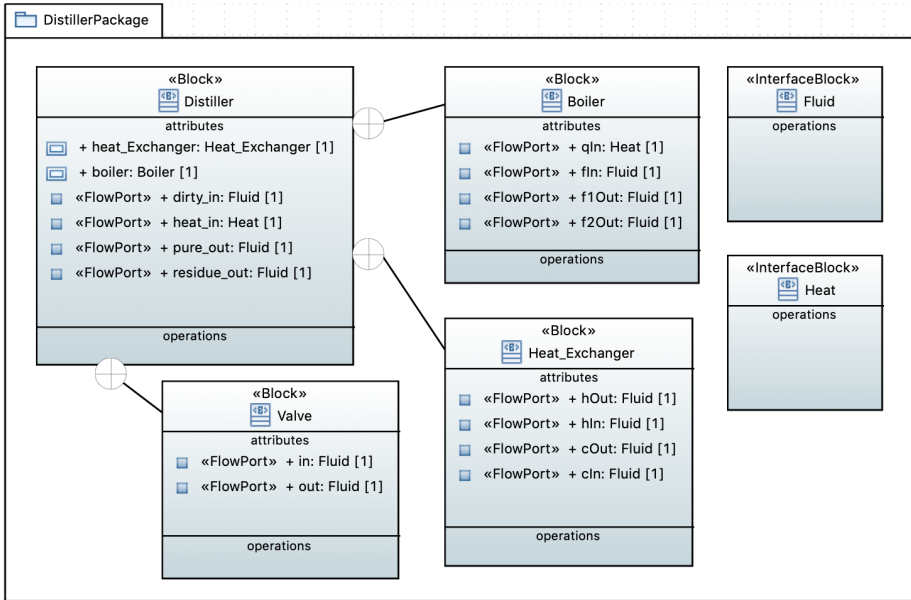 DistillerPackage
«Block»
Distiller
attributes
+ heat_Exchanger: Heat_Exchanger [1]
+ boiler: Boiler [1]
«FlowPort» + dirty_in: Fluid [1]
«FlowPort» + heat_in: Heat [1]
«FlowPort» + pure_out: Fluid [1]
«FlowPort» + residue_out: Fluid [1]
operations
«Block»
Boiler
attributes
«FlowPort» + qIn: Heat [1]
«FlowPort» + fIn: Fluid [1]
«FlowPort» + f1Out: Fluid [1]
«FlowPort» + f2Out: Fluid [1]
operations
«InterfaceBlock»
Fluid
operations
«InterfaceBlock»
Heat
operations
«Block»
Heat_Exchanger
attributes
«FlowPort» + hOut: Fluid [1]
«FlowPort» + hIn: Fluid [1]
«FlowPort» + cOut: Fluid [1]
«FlowPort» + cIn: Fluid [1]
operations
«Block»
Valve
attributes
«FlowPort» + in: Fluid [1]
«FlowPort» + out: Fluid [1]
operations